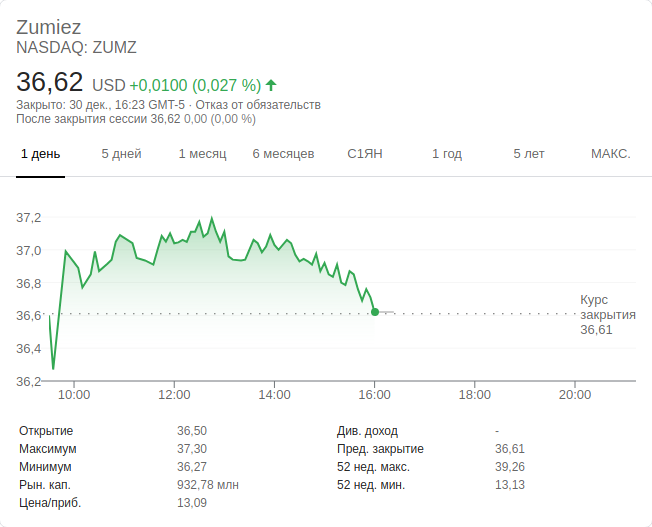 Zumiez
NASDAQ: ZUMZ
36,62 USD +0,0100 (0,027 %)
Закрыто: 30 дек., 16:23 GMT-5 · Отказ от обязательств
После закрытия сессии 36,62 0,00 (0,00 %)
1 день 5 дней 1 месяц 6 месяцев С1ЯН 1 год 5 лет МАКС.
37,2
37,0
36,8
36,6
36,4
36,2
Курс
закрытия
36,61
10:00 12:00 14:00 16:00 18:00 20:00
Открытие 36,50 Див. доход -
Максимум 37,30 Пред. закрытие 36,61
Минимум 36,27 52 нед. макс. 39,26
Рын. кап. 932,78 млн 52 нед. мин. 13,13
Цена/приб. 13,09